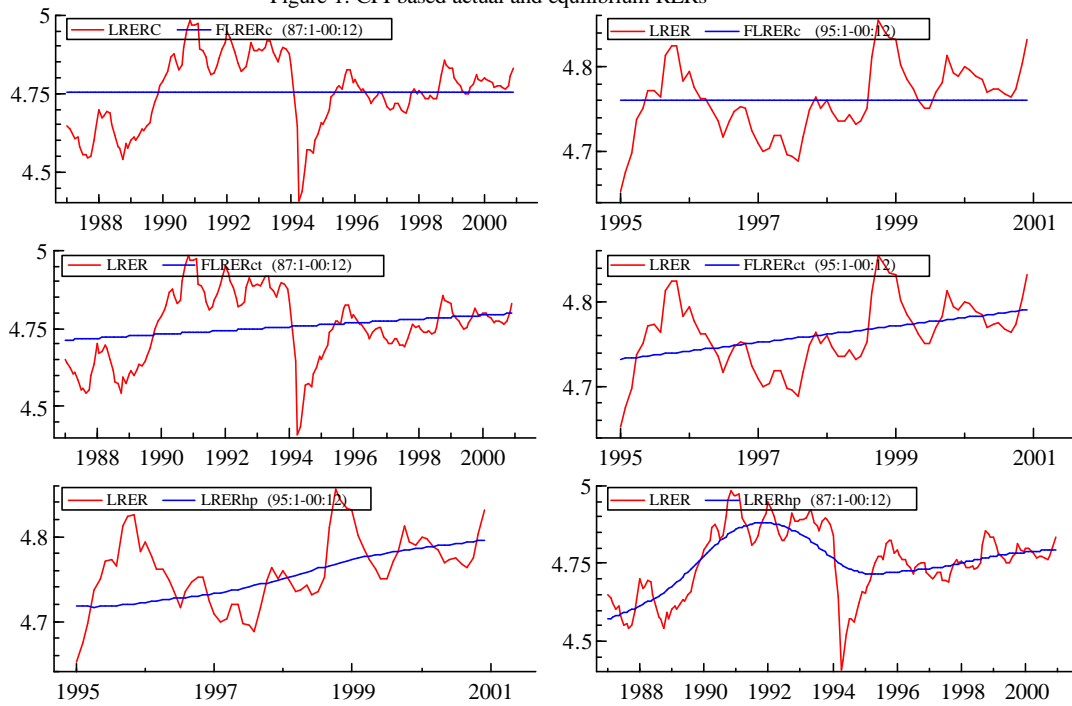 Figure 1: CPI based actual and equilibrium RERs
LRERC FLRERc (87:1-00:12)
5
4.75
4.5
1988 1990 1992 1994 1996 1998 2000
LRER FLRERc (95:1-00:12)
4.8
4.7
1995 1997 1999 2001
LRER FLRERct (87:1-00:12)
5
4.75
4.5
1988 1990 1992 1994 1996 1998 2000
LRER FLRERct (95:1-00:12)
4.8
4.7
1995 1997 1999 2001
LRER LRERhp (95:1-00:12)
4.8
4.7
1995 1997 1999 2001
LRER LRERhp (87:1-00:12)
5
4.75
4.5
1988 1990 1992 1994 1996 1998 2000